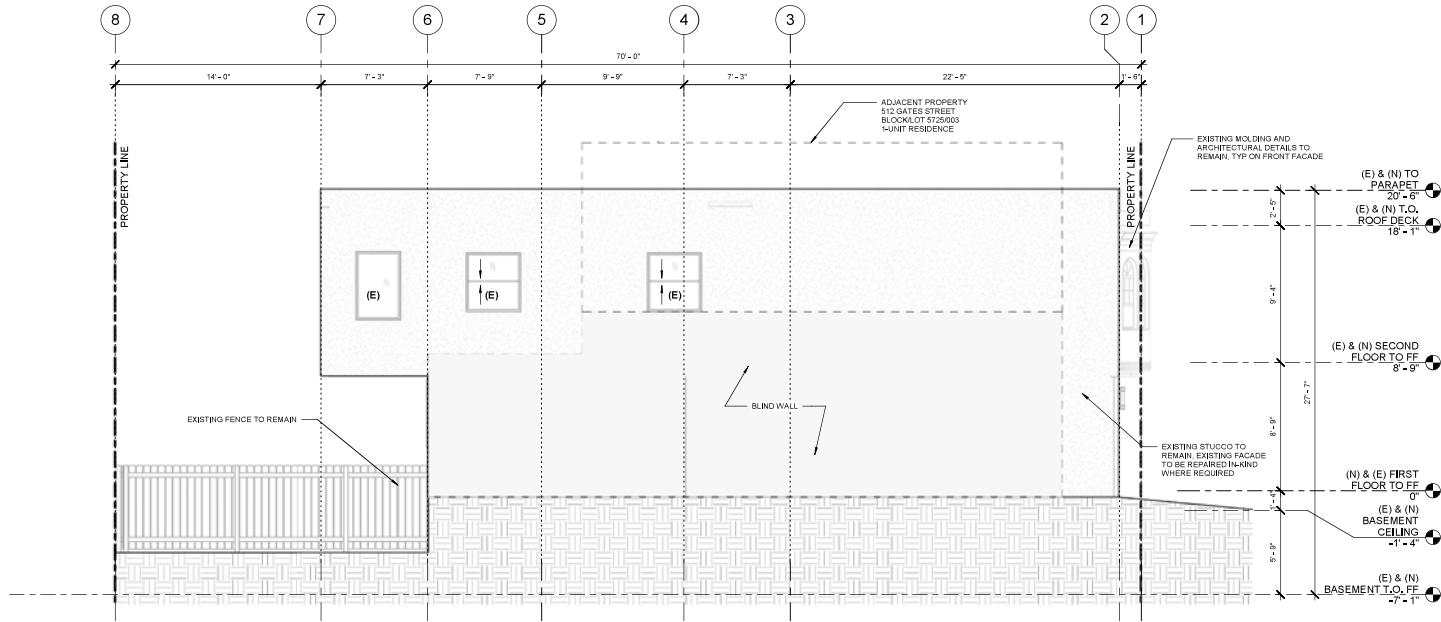 8
7
6
5
4
3
2
1
70' - 0"
14' - 0"
7' - 3"
7' - 9"
9' - 9"
7' - 3"
22' - 5"
1' - 6"
ADJACENT PROPERTY
512 GATES STREET
BLOCK/LOT 5725/003
1-UNIT RESIDENCE
PROPERTY LINE
PROPERTY LINE
EXISTING MOLDING AND
ARCHITECTURAL DETAILS TO
REMAIN, TYP ON FRONT FACADE
(E) & (N) TO
PARAPET
20' - 6"
(E) & (N) T.O.
ROOF DECK
18' - 1"
2' - 5"
9' - 4"
(E)
(E)
(E)
(E) & (N) SECOND
FLOOR TO FF
8' - 9"
27' - 7"
8' - 9"
BLIND WALL
EXISTING FENCE TO REMAIN
EXISTING STUCCO TO
REMAIN, EXISTING FACADE
TO BE REPAIRED IN-KIND
WHERE REQUIRED
(N) & (E) FIRST
FLOOR TO FF
0"
(E) & (N)
BASEMENT
CEILING
-1' - 4"
5' - 9"
(E) & (N)
BASEMENT T.O. FF
-7' - 1"